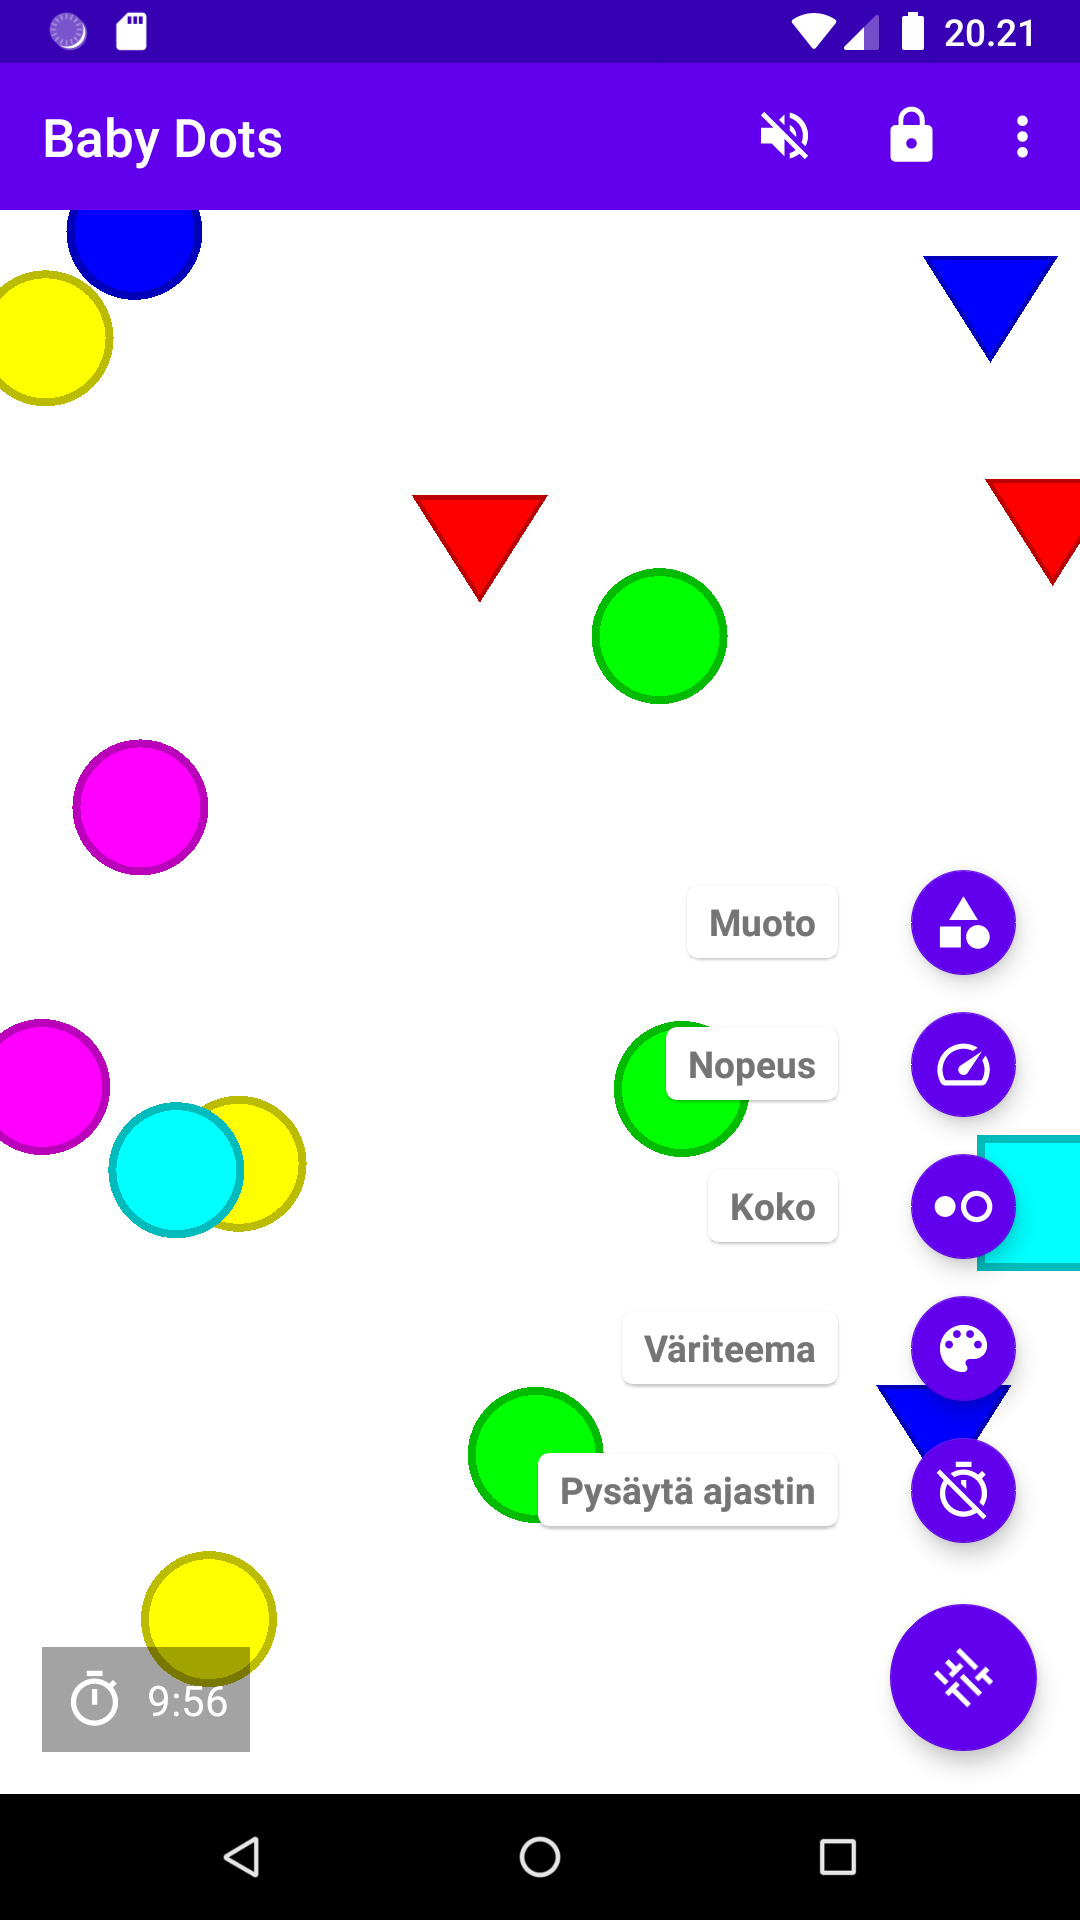 20.21
Baby Dots
Muoto
Nopeus
Koko
Väriteema
Pysäytä ajastin
9:56